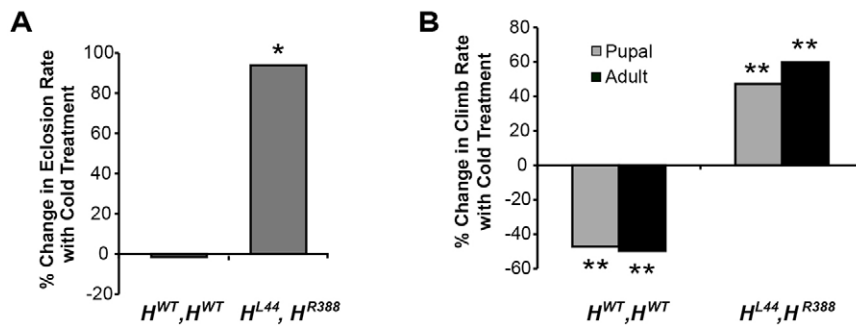 A
% Change in Eclosion Rate
with Cold Treatment
100
80
60
40
20
0
-20
*
H^WT,H^WT
H^L44, H^R388
B
% Change in Climb Rate
with Cold Treatment
80
60
40
20
0
-20
-40
-60
Pupal
Adult
** **
** **
H^WT,H^WT
H^L44,H^R388